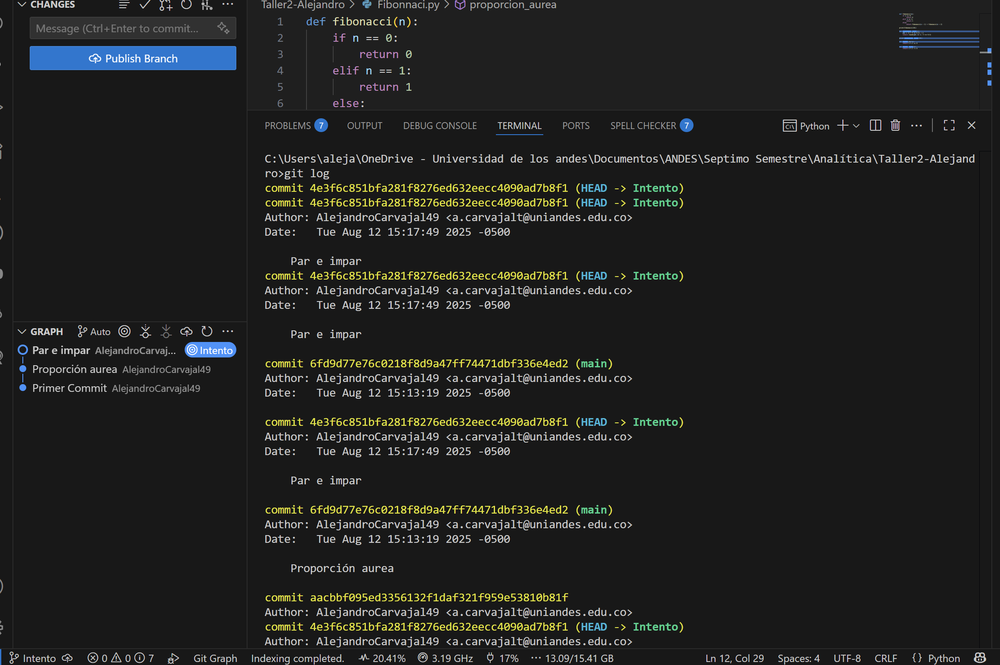 CHANGES
Message (Ctrl+Enter to commit...
Publish Branch
GRAPH Auto
Par e impar AlejandroCarvaj... Intento
Proporción aurea AlejandroCarvajal49
Primer Commit AlejandroCarvajal49
Taller2-Alejandro > Fibonnaci.py > proporcion_aurea
1 def fibonacci(n):
2 if n == 0:
3 return 0
4 elif n == 1:
5 return 1
6 else:
PROBLEMS 7 OUTPUT DEBUG CONSOLE TERMINAL PORTS SPELL CHECKER 7 Python
C:\Users\aleja\OneDrive - Universidad de los andes\Documentos\ANDES\Septimo Semestre\Analítica\Taller2-Alejand
ro>git log
commit 4e3f6c851bfa281f8276ed632eecc4090ad7b8f1 (HEAD -> Intento)
commit 4e3f6c851bfa281f8276ed632eecc4090ad7b8f1 (HEAD -> Intento)
Author: AlejandroCarvajal49 <a.carvajalt@uniandes.edu.co>
Date:   Tue Aug 12 15:17:49 2025 -0500
Par e impar
commit 4e3f6c851bfa281f8276ed632eecc4090ad7b8f1 (HEAD -> Intento)
Author: AlejandroCarvajal49 <a.carvajalt@uniandes.edu.co>
Date:   Tue Aug 12 15:17:49 2025 -0500
Par e impar
commit 6fd9d77e76c0218f8d9a47ff74471dbf336e4ed2 (main)
Author: AlejandroCarvajal49 <a.carvajalt@uniandes.edu.co>
Date:   Tue Aug 12 15:13:19 2025 -0500
commit 4e3f6c851bfa281f8276ed632eecc4090ad7b8f1 (HEAD -> Intento)
Author: AlejandroCarvajal49 <a.carvajalt@uniandes.edu.co>
Date:   Tue Aug 12 15:17:49 2025 -0500
Par e impar
commit 6fd9d77e76c0218f8d9a47ff74471dbf336e4ed2 (main)
Author: AlejandroCarvajal49 <a.carvajalt@uniandes.edu.co>
Date:   Tue Aug 12 15:13:19 2025 -0500
Proporción aurea
commit aacbbf095ed3356132f1daf321f959e53810b81f
Author: AlejandroCarvajal49 <a.carvajalt@uniandes.edu.co>
commit 4e3f6c851bfa281f8276ed632eecc4090ad7b8f1 (HEAD -> Intento)
Author: AlejandroCarvajal49 <a.carvajalt@uniandes.edu.co>
Intento 0 0 7 Git Graph Indexing completed. 20.41% 3.19 GHz 17% ··· 13.09/15.41 GB Ln 12, Col 29 Spaces: 4 UTF-8 CRLF {} Python